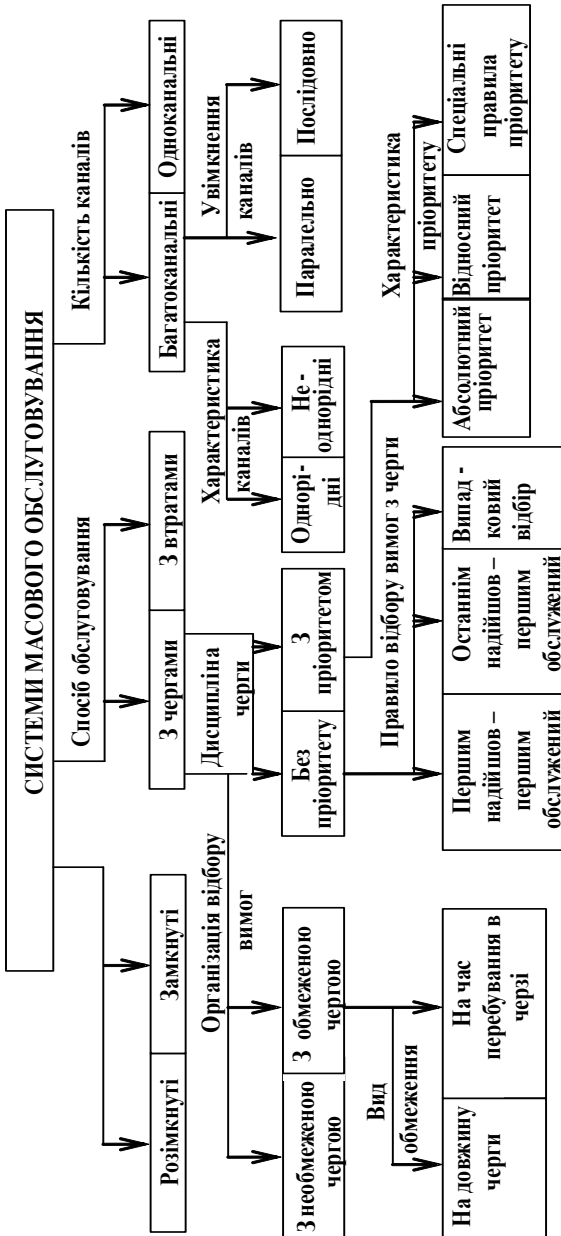 СИСТЕМИ МАСОВОГО ОБСЛУГОВУВАННЯ
Спосіб обслуговування
Кількість каналів
Розімкнуті
Замкнуті
З чергами
З втратами
Багатоканальні
Одноканальні
Організація відбору
вимог
Дисципліна
черги
Характеристика
каналів
Увімкнення
каналів
З необмеженою
чергою
З обмеженою
чергою
Без
пріоритету
З
пріоритетом
Однорі-
дні
Не -
однорідні
Паралельно
Послідовно
Вид
обмеження
Правило відбору вимог з черги
Характеристика
пріоритету
На довжину
черги
На час
перебування в
черзі
Першим
надійшов –
першим
обслужений
Останнім
надійшов –
першим
обслужений
Випад -
ковий
відбір
Абсолютний
пріоритет
Відносний
пріоритет
Спеціальні
правила
пріоритету